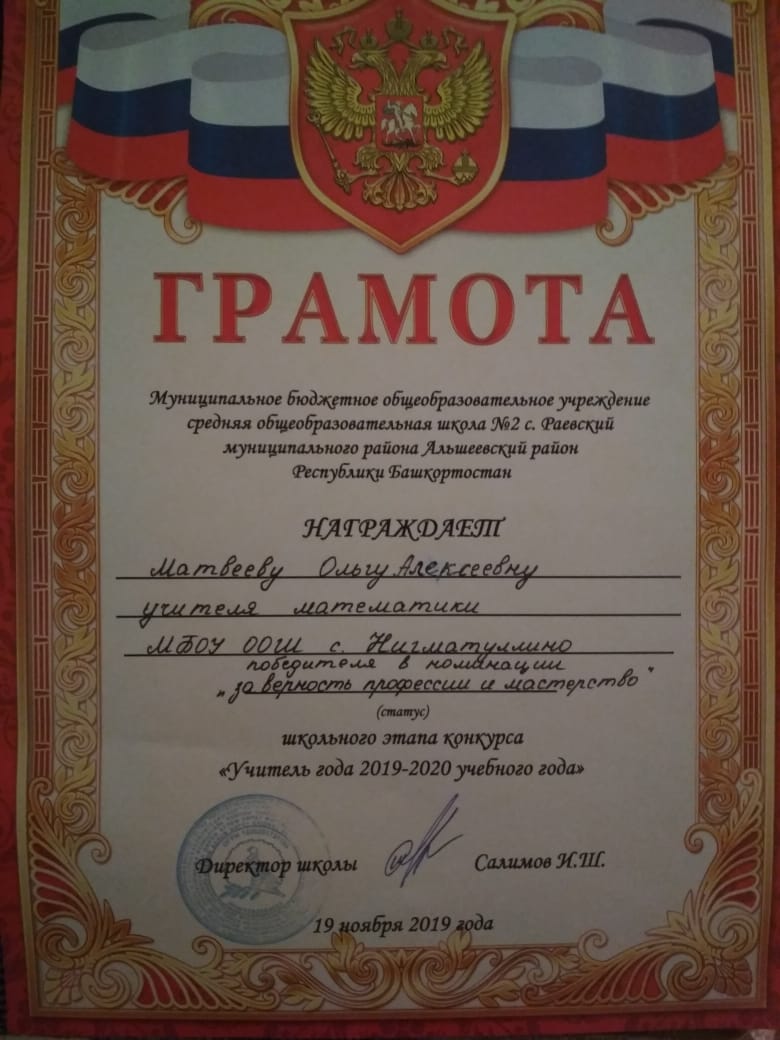 ГРАМОТА
Муниципальное бюджетное общеобразовательное учреждение
средняя общеобразовательная школа №2 с. Раевский
муниципального района Альшеевский район
Республики Башкортостан
НАГРАЖДАЕТ
Матвееву Ольгу Алексеевну
учителя математики
МБОУ ООШ с. Нигматуллино
победителя в номинации
„за верность профессии и мастерство"
(статус)
школьного этапа конкурса
«Учитель года 2019-2020 учебного года»
Директор школы Салимов И.Ш.
19 ноября 2019 года